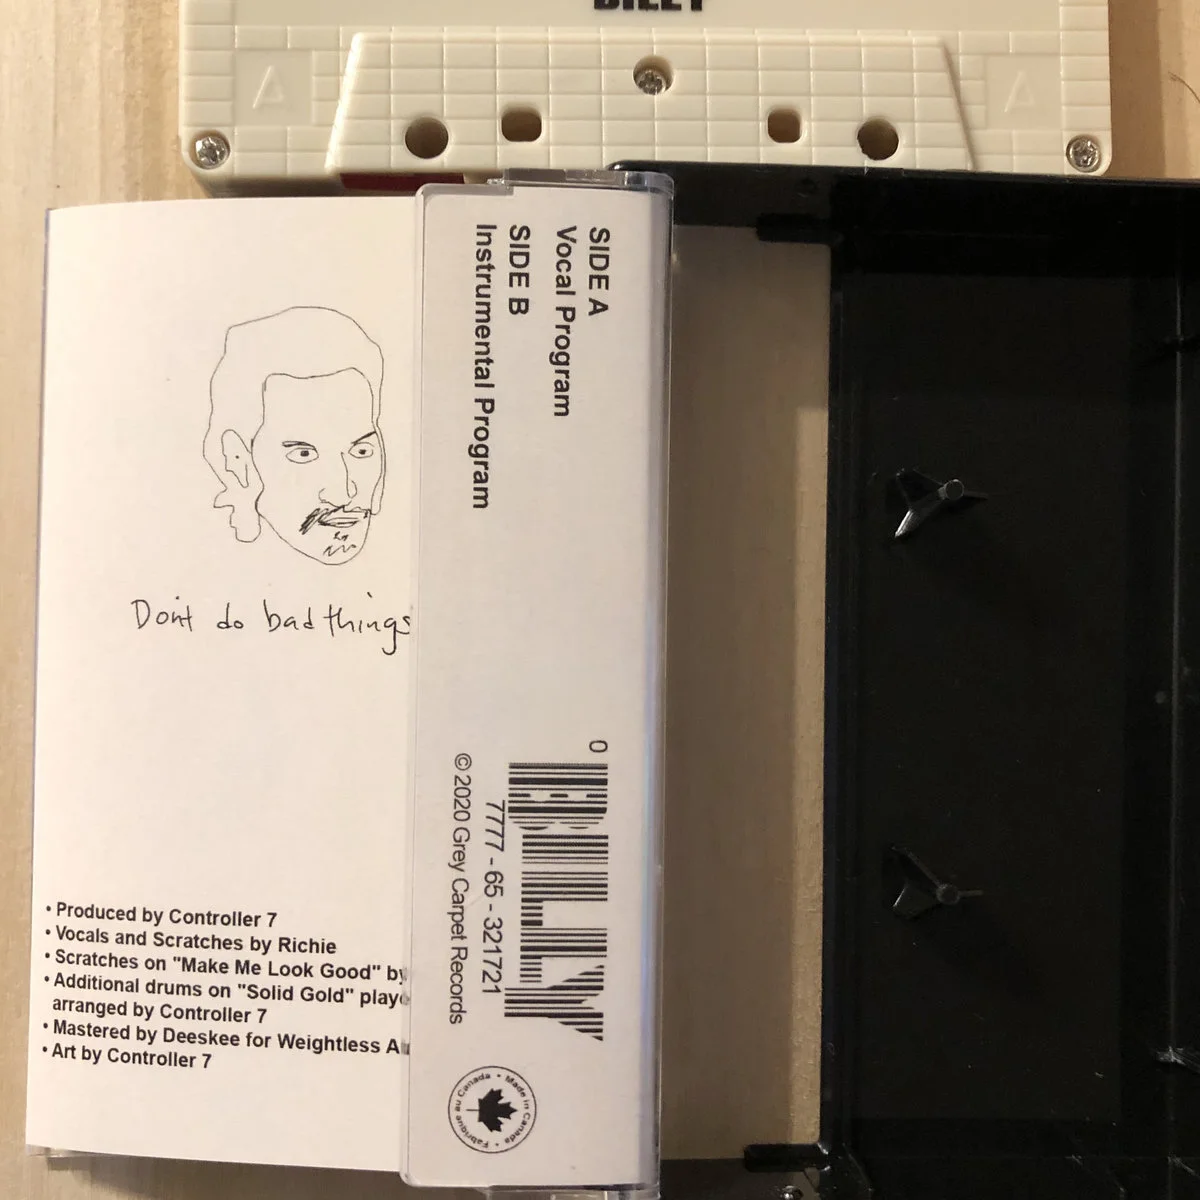 BILLY
SIDE A
Vocal Program
SIDE B
Instrumental Program
Don't do bad things
• Produced by Controller 7
• Vocals and Scratches by Richie
• Scratches on "Make Me Look Good" by
• Additional drums on "Solid Gold"
arranged by Controller 7
• Mastered by Deeskee for Weightless
• Art by Controller 7
0
BILLY
7777 - 65 - 321721
© 2020 Grey Carpet Records
Made in Canada • Fabriqué au Canada •